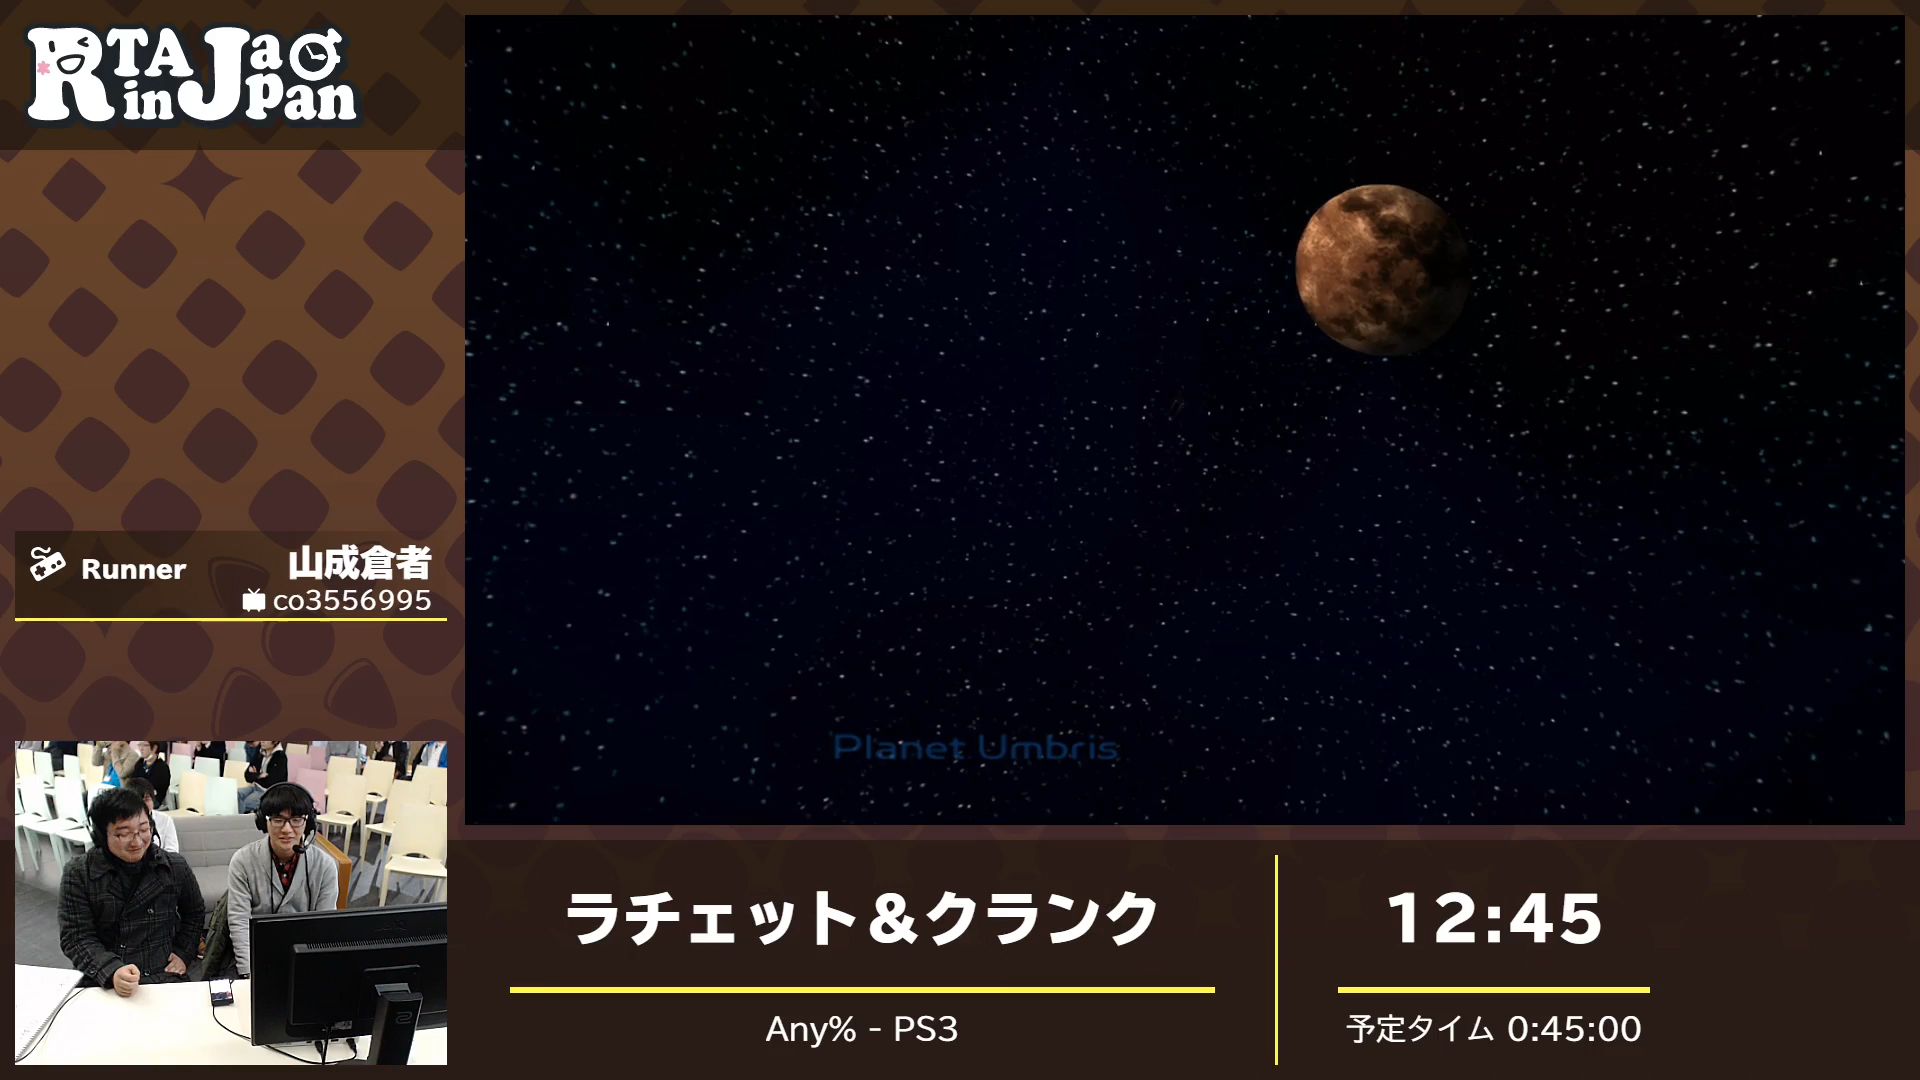 RTA in Japan
Planet Umbris
Runner
山成倉者
co3556995
ラチェット＆クランク
12:45
Any% - PS3
予定タイム 0:45:00